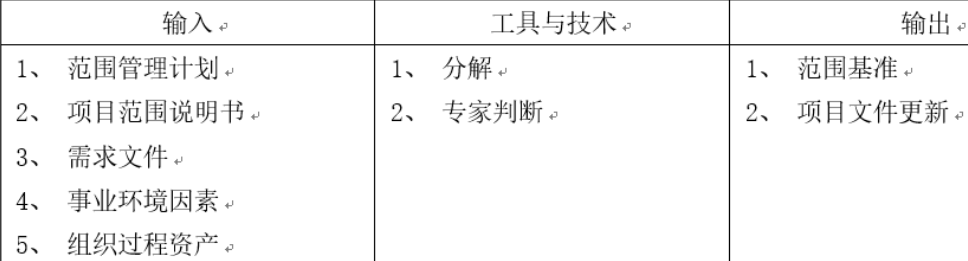 输入 工具与技术 输出
1、 范围管理计划 1、 分解 1、 范围基准
2、 项目范围说明书 2、 专家判断 2、 项目文件更新
3、 需求文件
4、 事业环境因素
5、 组织过程资产